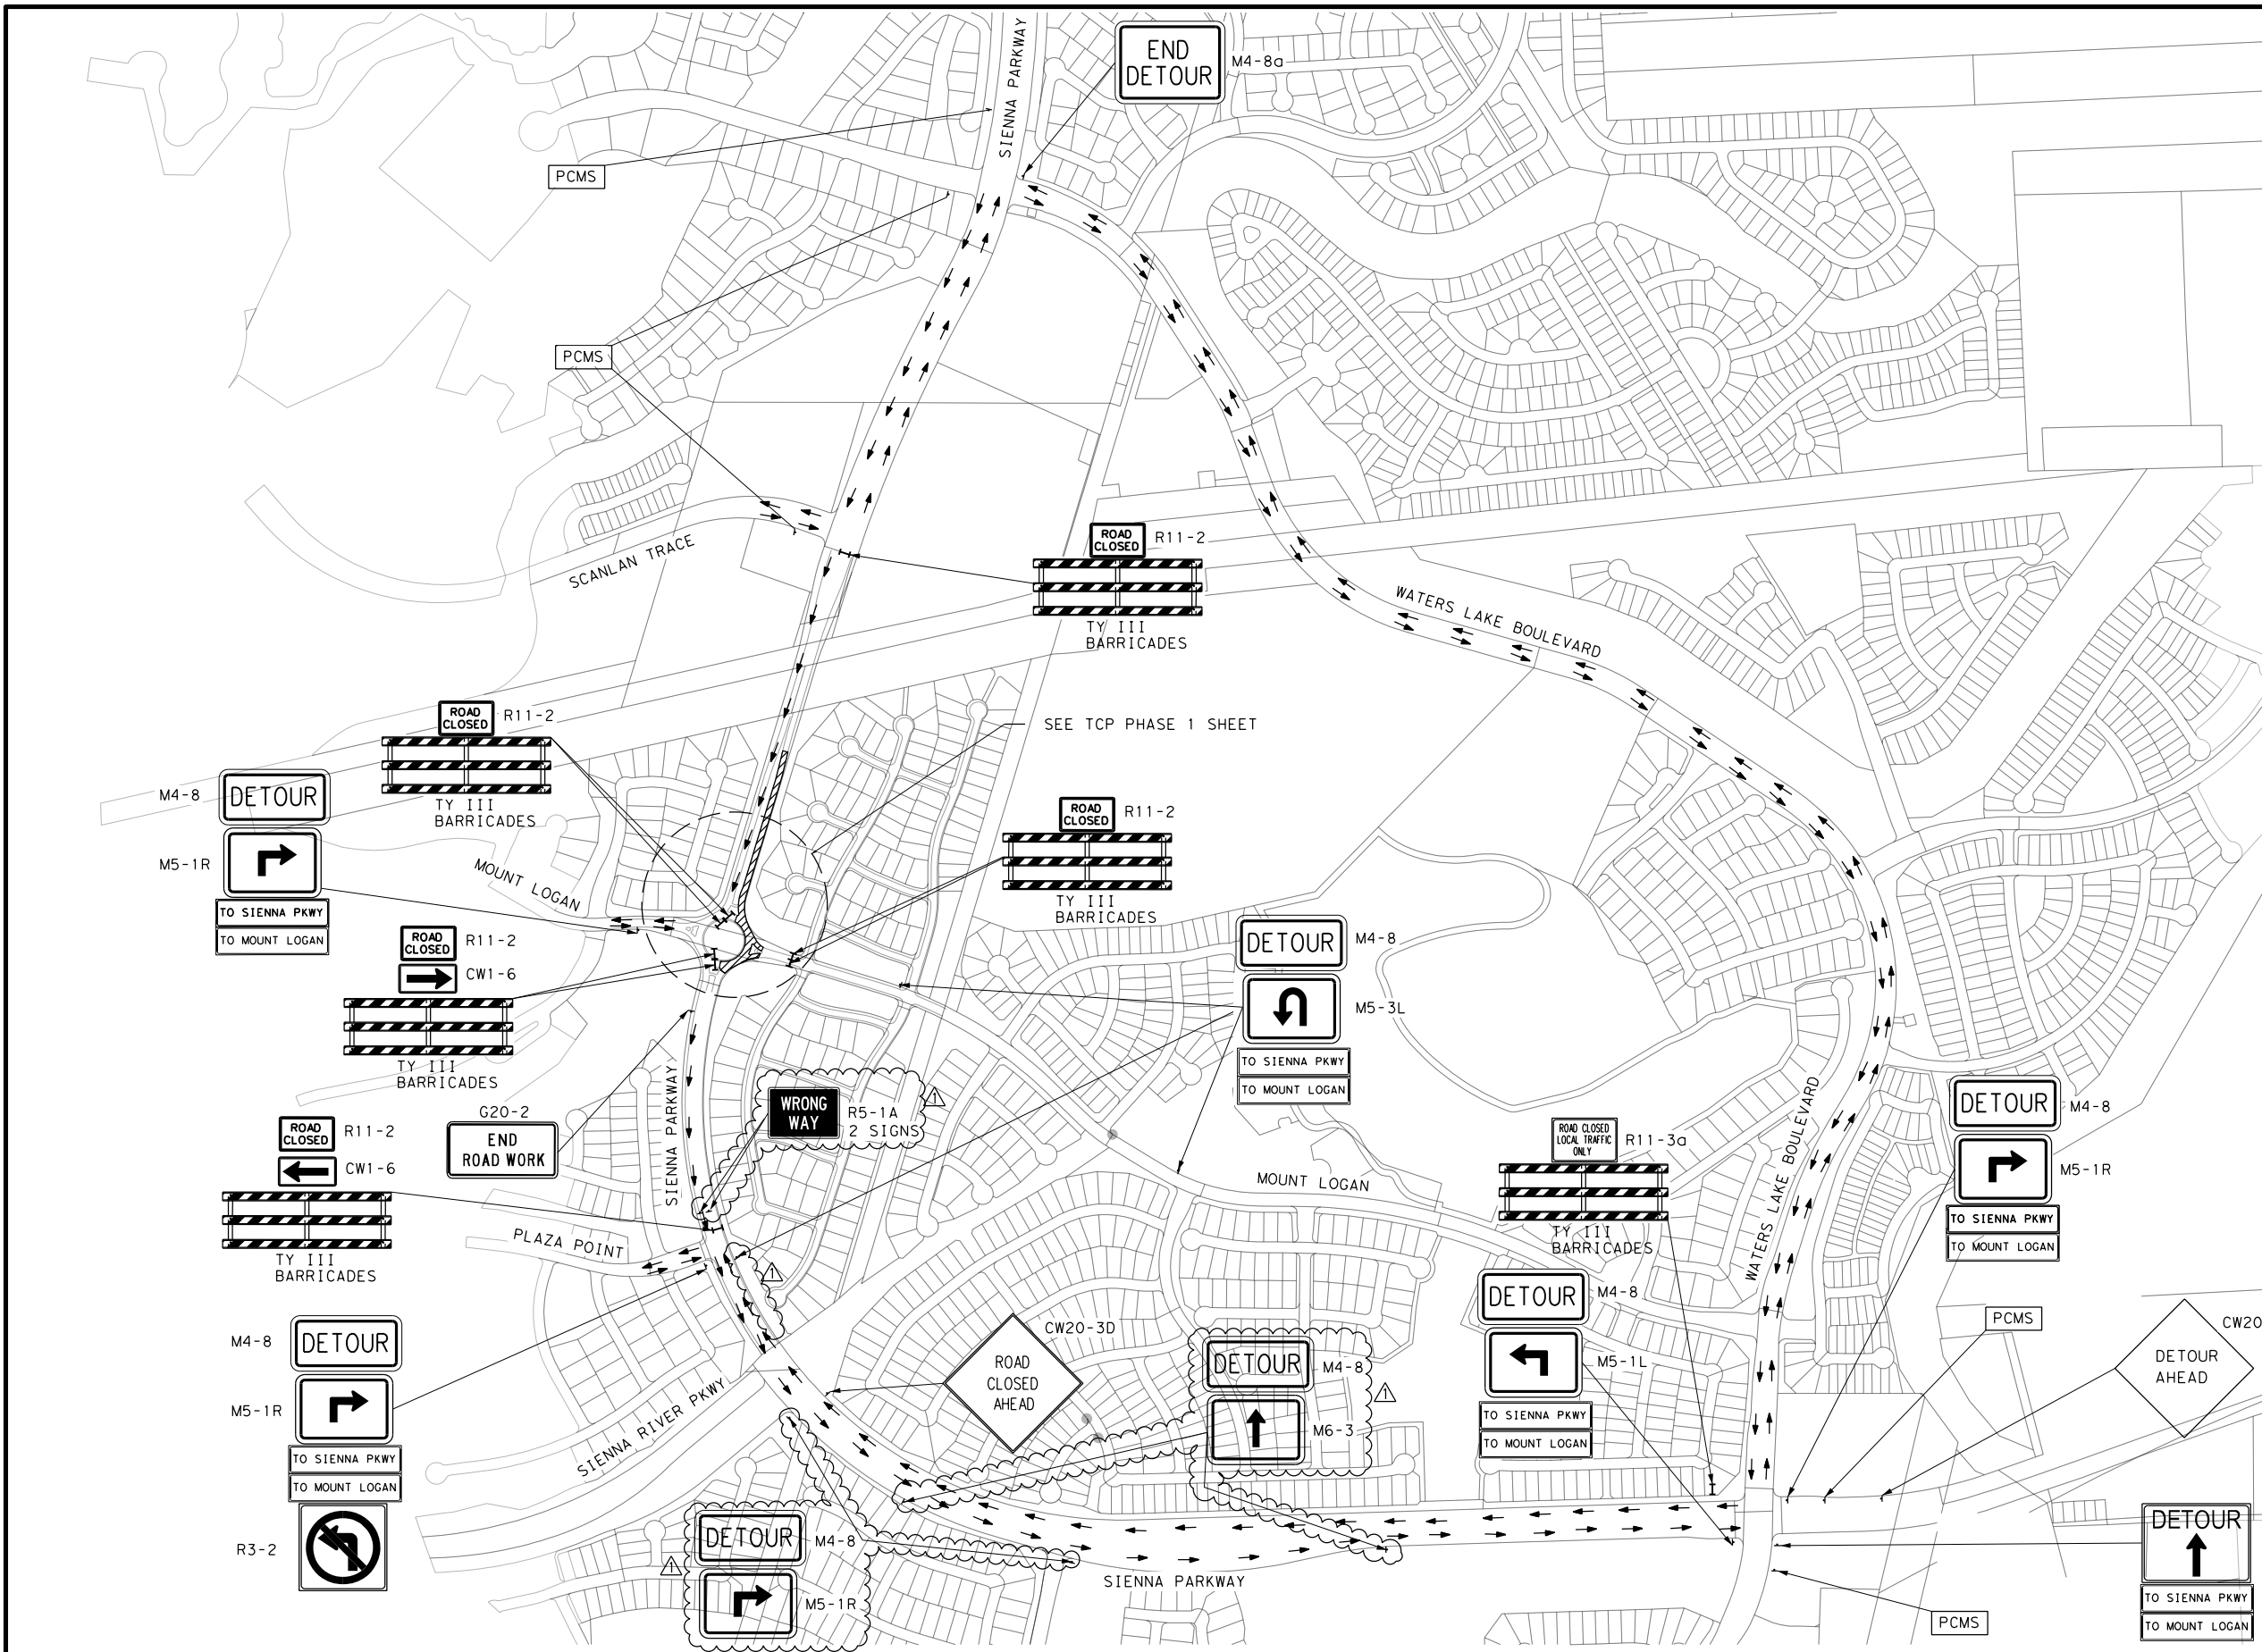 SIENNA PARKWAY
END
DETOUR
M4-8a
PCMS
PCMS
SCANLAN TRACE
ROAD
CLOSED
R11-2
TY III
BARRICADES
WATERS LAKE BOULEVARD
ROAD
CLOSED
R11-2
TY III
BARRICADES
SEE TCP PHASE 1 SHEET
M4-8
DETOUR
M5-1R
TO SIENNA PKWY
TO MOUNT LOGAN
MOUNT LOGAN
ROAD
CLOSED
R11-2
TY III
BARRICADES
ROAD
CLOSED
R11-2
CW1-6
TY III
BARRICADES
DETOUR
M4-8
M5-3L
TO SIENNA PKWY
TO MOUNT LOGAN
SIENNA PARKWAY
WRONG
WAY
R5-1A
2 SIGNS
1
G20-2
END
ROAD WORK
ROAD
CLOSED
R11-2
CW1-6
TY III
BARRICADES
PLAZA POINT
1
MOUNT LOGAN
ROAD CLOSED
LOCAL TRAFFIC
ONLY
R11-3a
TY III
BARRICADES
WATERS LAKE BOULEVARD
DETOUR
M4-8
M5-1R
TO SIENNA PKWY
TO MOUNT LOGAN
M4-8
DETOUR
M5-1R
TO SIENNA PKWY
TO MOUNT LOGAN
R3-2
SIENNA RIVER PKWY
CW20-3D
ROAD
CLOSED
AHEAD
DETOUR
M4-8
M6-3
1
DETOUR
M4-8
M5-1L
TO SIENNA PKWY
TO MOUNT LOGAN
PCMS
CW20
DETOUR
AHEAD
DETOUR
M4-8
1
M5-1R
SIENNA PARKWAY
PCMS
DETOUR
TO SIENNA PKWY
TO MOUNT LOGAN